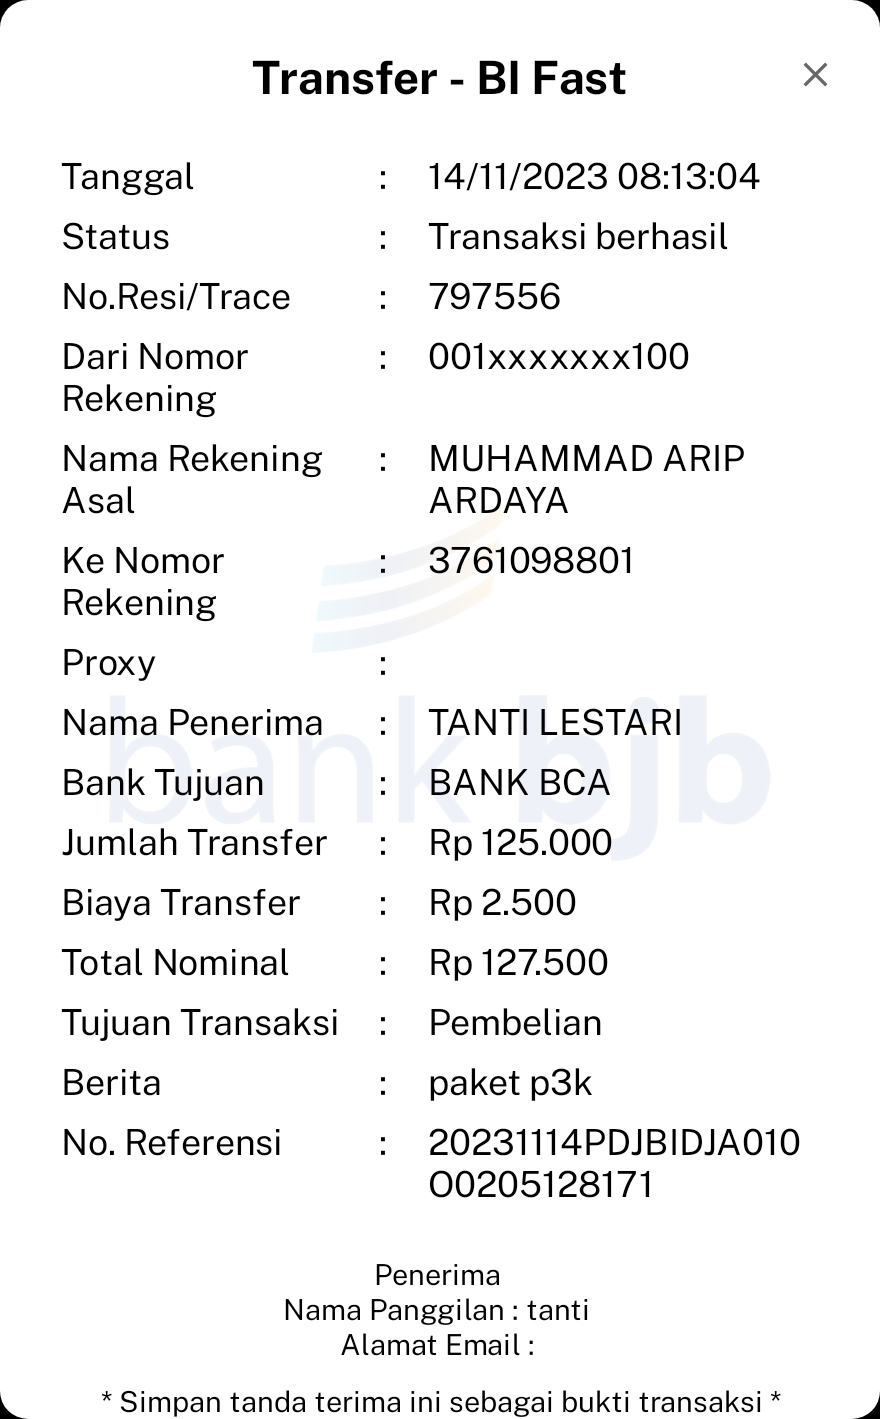 Transfer - BI Fast
Tanggal : 14/11/2023 08:13:04
Status : Transaksi berhasil
No.Resi/Trace : 797556
Dari Nomor : 001xxxxxxx100
Rekening
Nama Rekening : MUHAMMAD ARIP
Asal ARDAYA
Ke Nomor : 3761098801
Rekening
Proxy :
Nama Penerima : TANTI LESTARI
bank bjb
Bank Tujuan : BANK BCA
Jumlah Transfer : Rp 125.000
Biaya Transfer : Rp 2.500
Total Nominal : Rp 127.500
Tujuan Transaksi : Pembelian
Berita : paket p3k
No. Referensi : 20231114PDJBIDJA010
O0205128171
Penerima
Nama Panggilan : tanti
Alamat Email :
* Simpan tanda terima ini sebagai bukti transaksi *